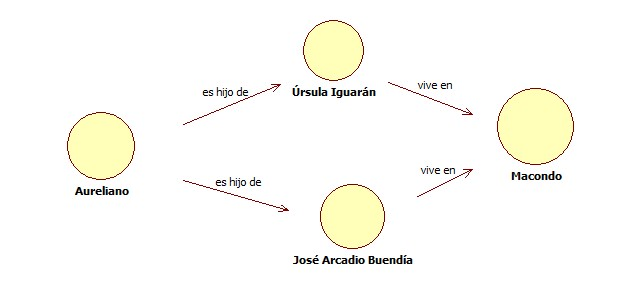 es hijo de
Úrsula Iguarán
vive en
Aureliano
Macondo
es hijo de
vive en
José Arcadio Buendía